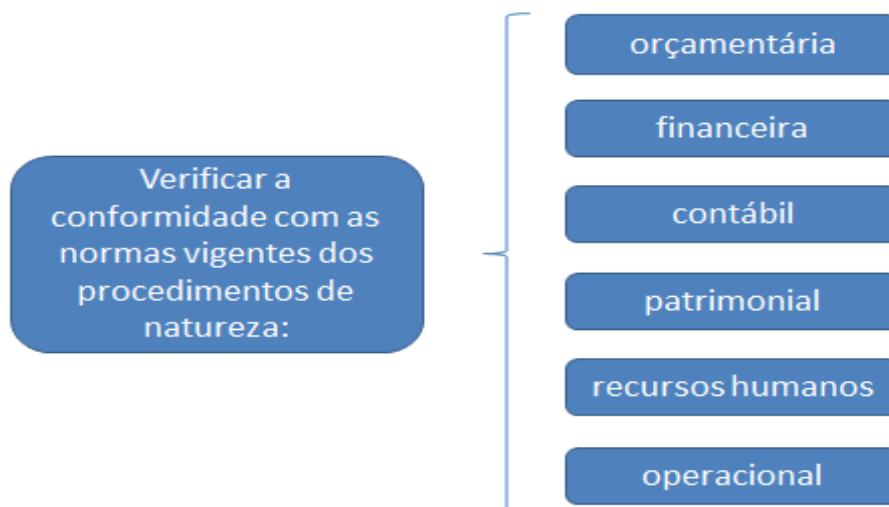 Verificar a
conformidade com as
normas vigentes dos
procedimentos de
natureza:
orçamentária
financeira
contábil
patrimonial
recursos humanos
operacional